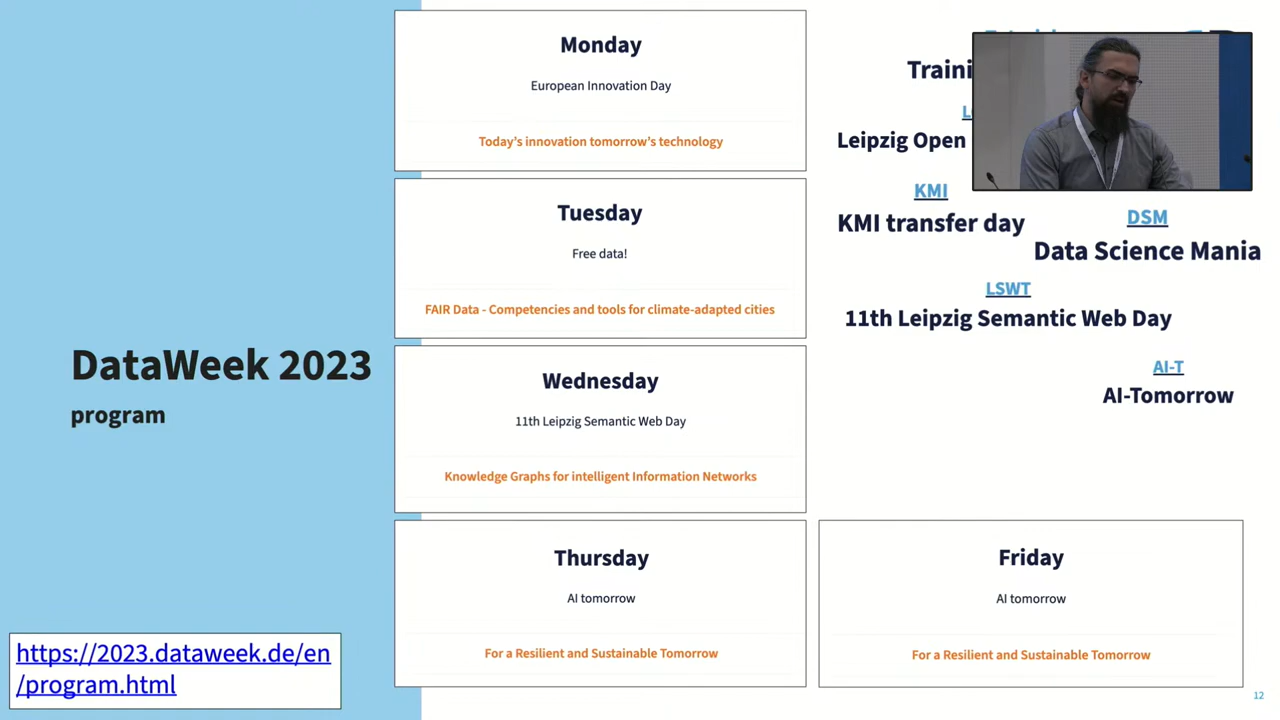 DataWeek 2023
program
https://2023.dataweek.de/en
/program.html
Monday
European Innovation Day
Today's innovation tomorrow's technology
Tuesday
Free data!
FAIR Data - Competencies and tools for climate-adapted cities
Wednesday
11th Leipzig Semantic Web Day
Knowledge Graphs for intelligent Information Networks
Thursday
AI tomorrow
For a Resilient and Sustainable Tomorrow
Friday
AI tomorrow
For a Resilient and Sustainable Tomorrow
Leipzig Open
KMI
KMI transfer day
DSM
Data Science Mania
LSWT
11th Leipzig Semantic Web Day
AI-T
AI-Tomorrow
12